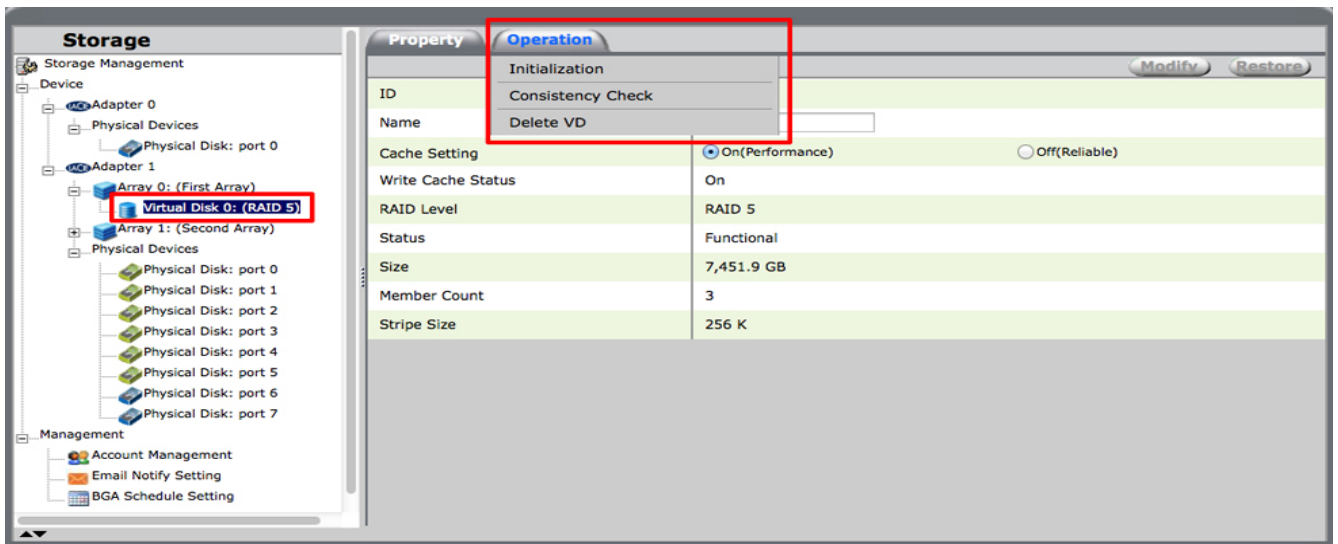 Storage
Storage Management
Device
Adapter 0
Physical Devices
Physical Disk: port 0
Adapter 1
Array 0: (First Array)
Virtual Disk 0: (RAID 5)
Array 1: (Second Array)
Physical Devices
Physical Disk: port 0
Physical Disk: port 1
Physical Disk: port 2
Physical Disk: port 3
Physical Disk: port 4
Physical Disk: port 5
Physical Disk: port 6
Physical Disk: port 7
Management
Account Management
Email Notify Setting
BGA Schedule Setting
Property Operation
Initialization
Consistency Check
Delete VD
Modify Restore
ID
Name
Cache Setting On(Performance) Off(Reliable)
Write Cache Status On
RAID Level RAID 5
Status Functional
Size 7,451.9 GB
Member Count 3
Stripe Size 256 K